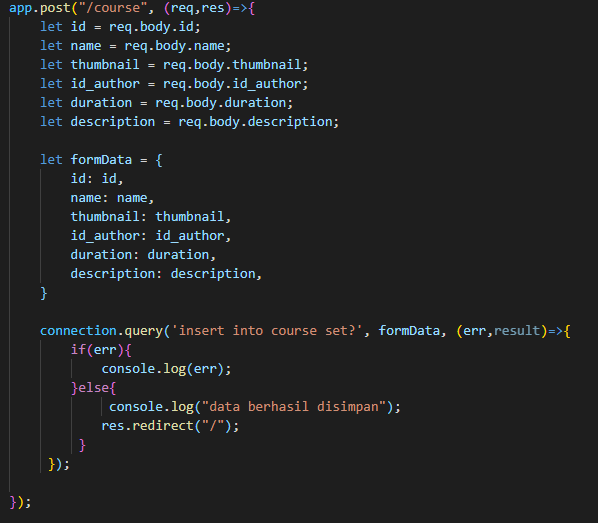 app.post("/course", (req,res)=>{
    let id = req.body.id;
    let name = req.body.name;
    let thumbnail = req.body.thumbnail;
    let id_author = req.body.id_author;
    let duration = req.body.duration;
    let description = req.body.description;

    let formData = {
        id: id,
        name: name,
        thumbnail: thumbnail,
        id_author: id_author,
        duration: duration,
        description: description,
    }

    connection.query('insert into course set?', formData, (err,result)=>{
        if(err){
            console.log(err);
        }else{
             console.log("data berhasil disimpan");
            res.redirect("/");
         }
     });

});